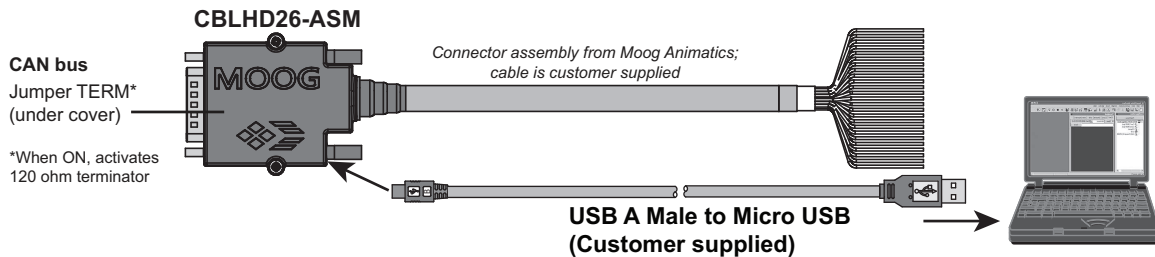 CBLHD26-ASM
CAN bus
Jumper TERM*
(under cover)
*When ON, activates
120 ohm terminator
MOOG
Connector assembly from Moog Animatics;
cable is customer supplied
USB A Male to Micro USB
(Customer supplied)